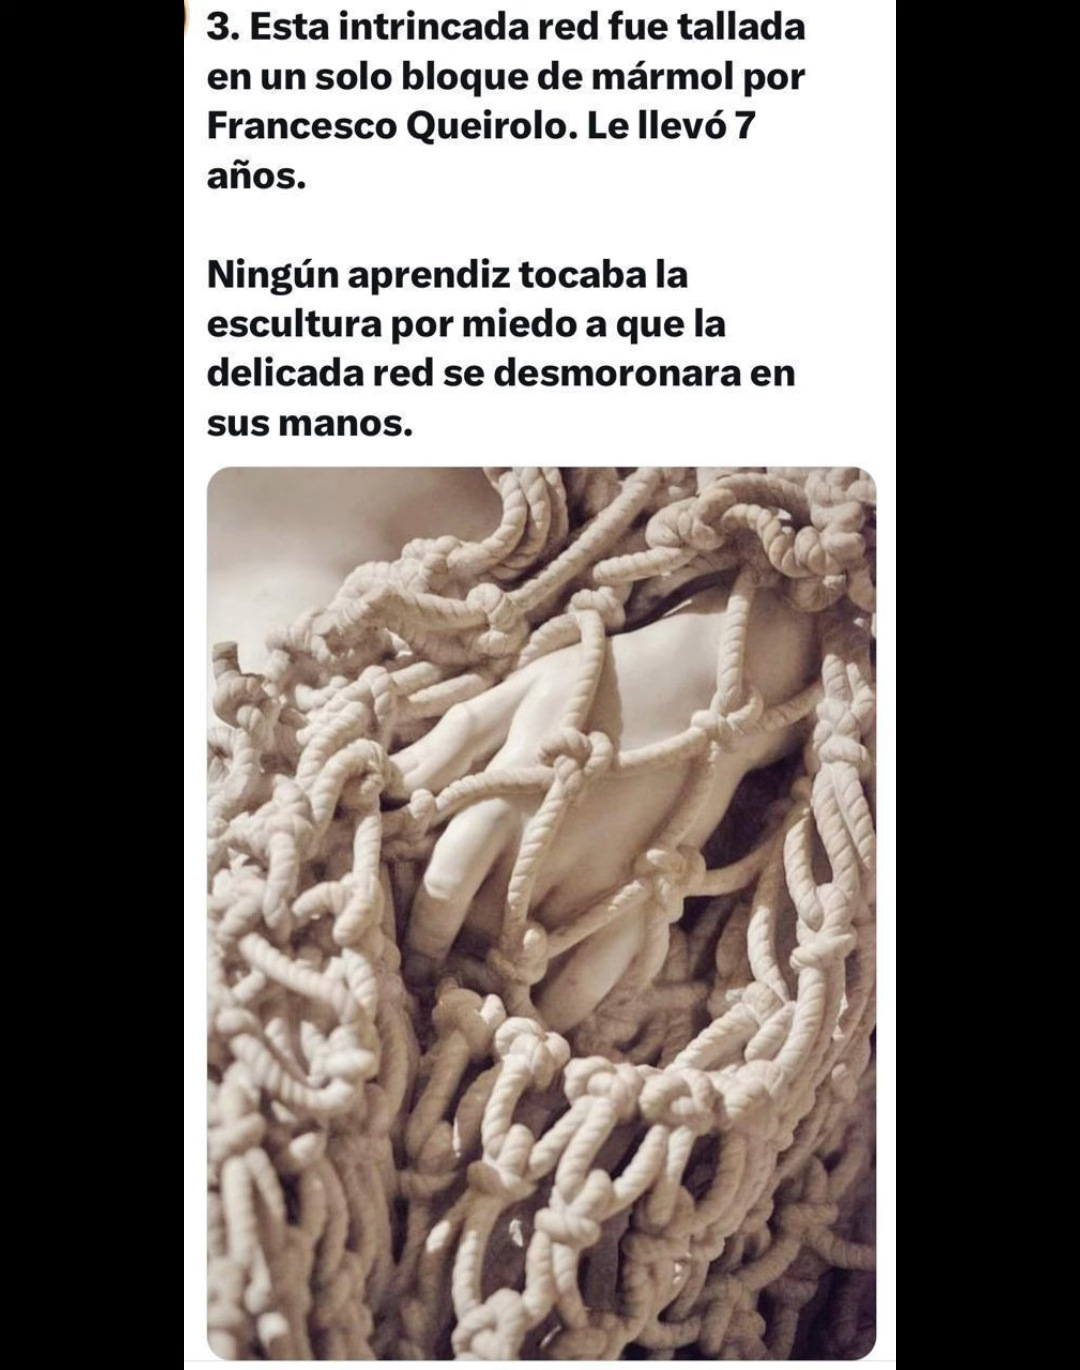 3. Esta intrincada red fue tallada
en un solo bloque de mármol por
Francesco Queirolo. Le llevó 7
años.
Ningún aprendiz tocaba la
escultura por miedo a que la
delicada red se desmoronara en
sus manos.